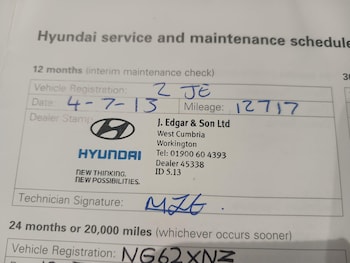 Hyundai service and maintenance schedule
12 months (interim maintenance check)
Vehicle Registration: 2 JE
Date: 4-7-13 Mileage: 12717
Dealer Stamp:
HYUNDAI
NEW THINKING.
NEW POSSIBILITIES.
J. Edgar & Son Ltd
West Cumbria
Workington
Tel: 01900 60 4393
Dealer 45338
ID 5.13
Technician Signature:
24 months or 20,000 miles (whichever occurs sooner)
Vehicle Registration: NG62XNZ